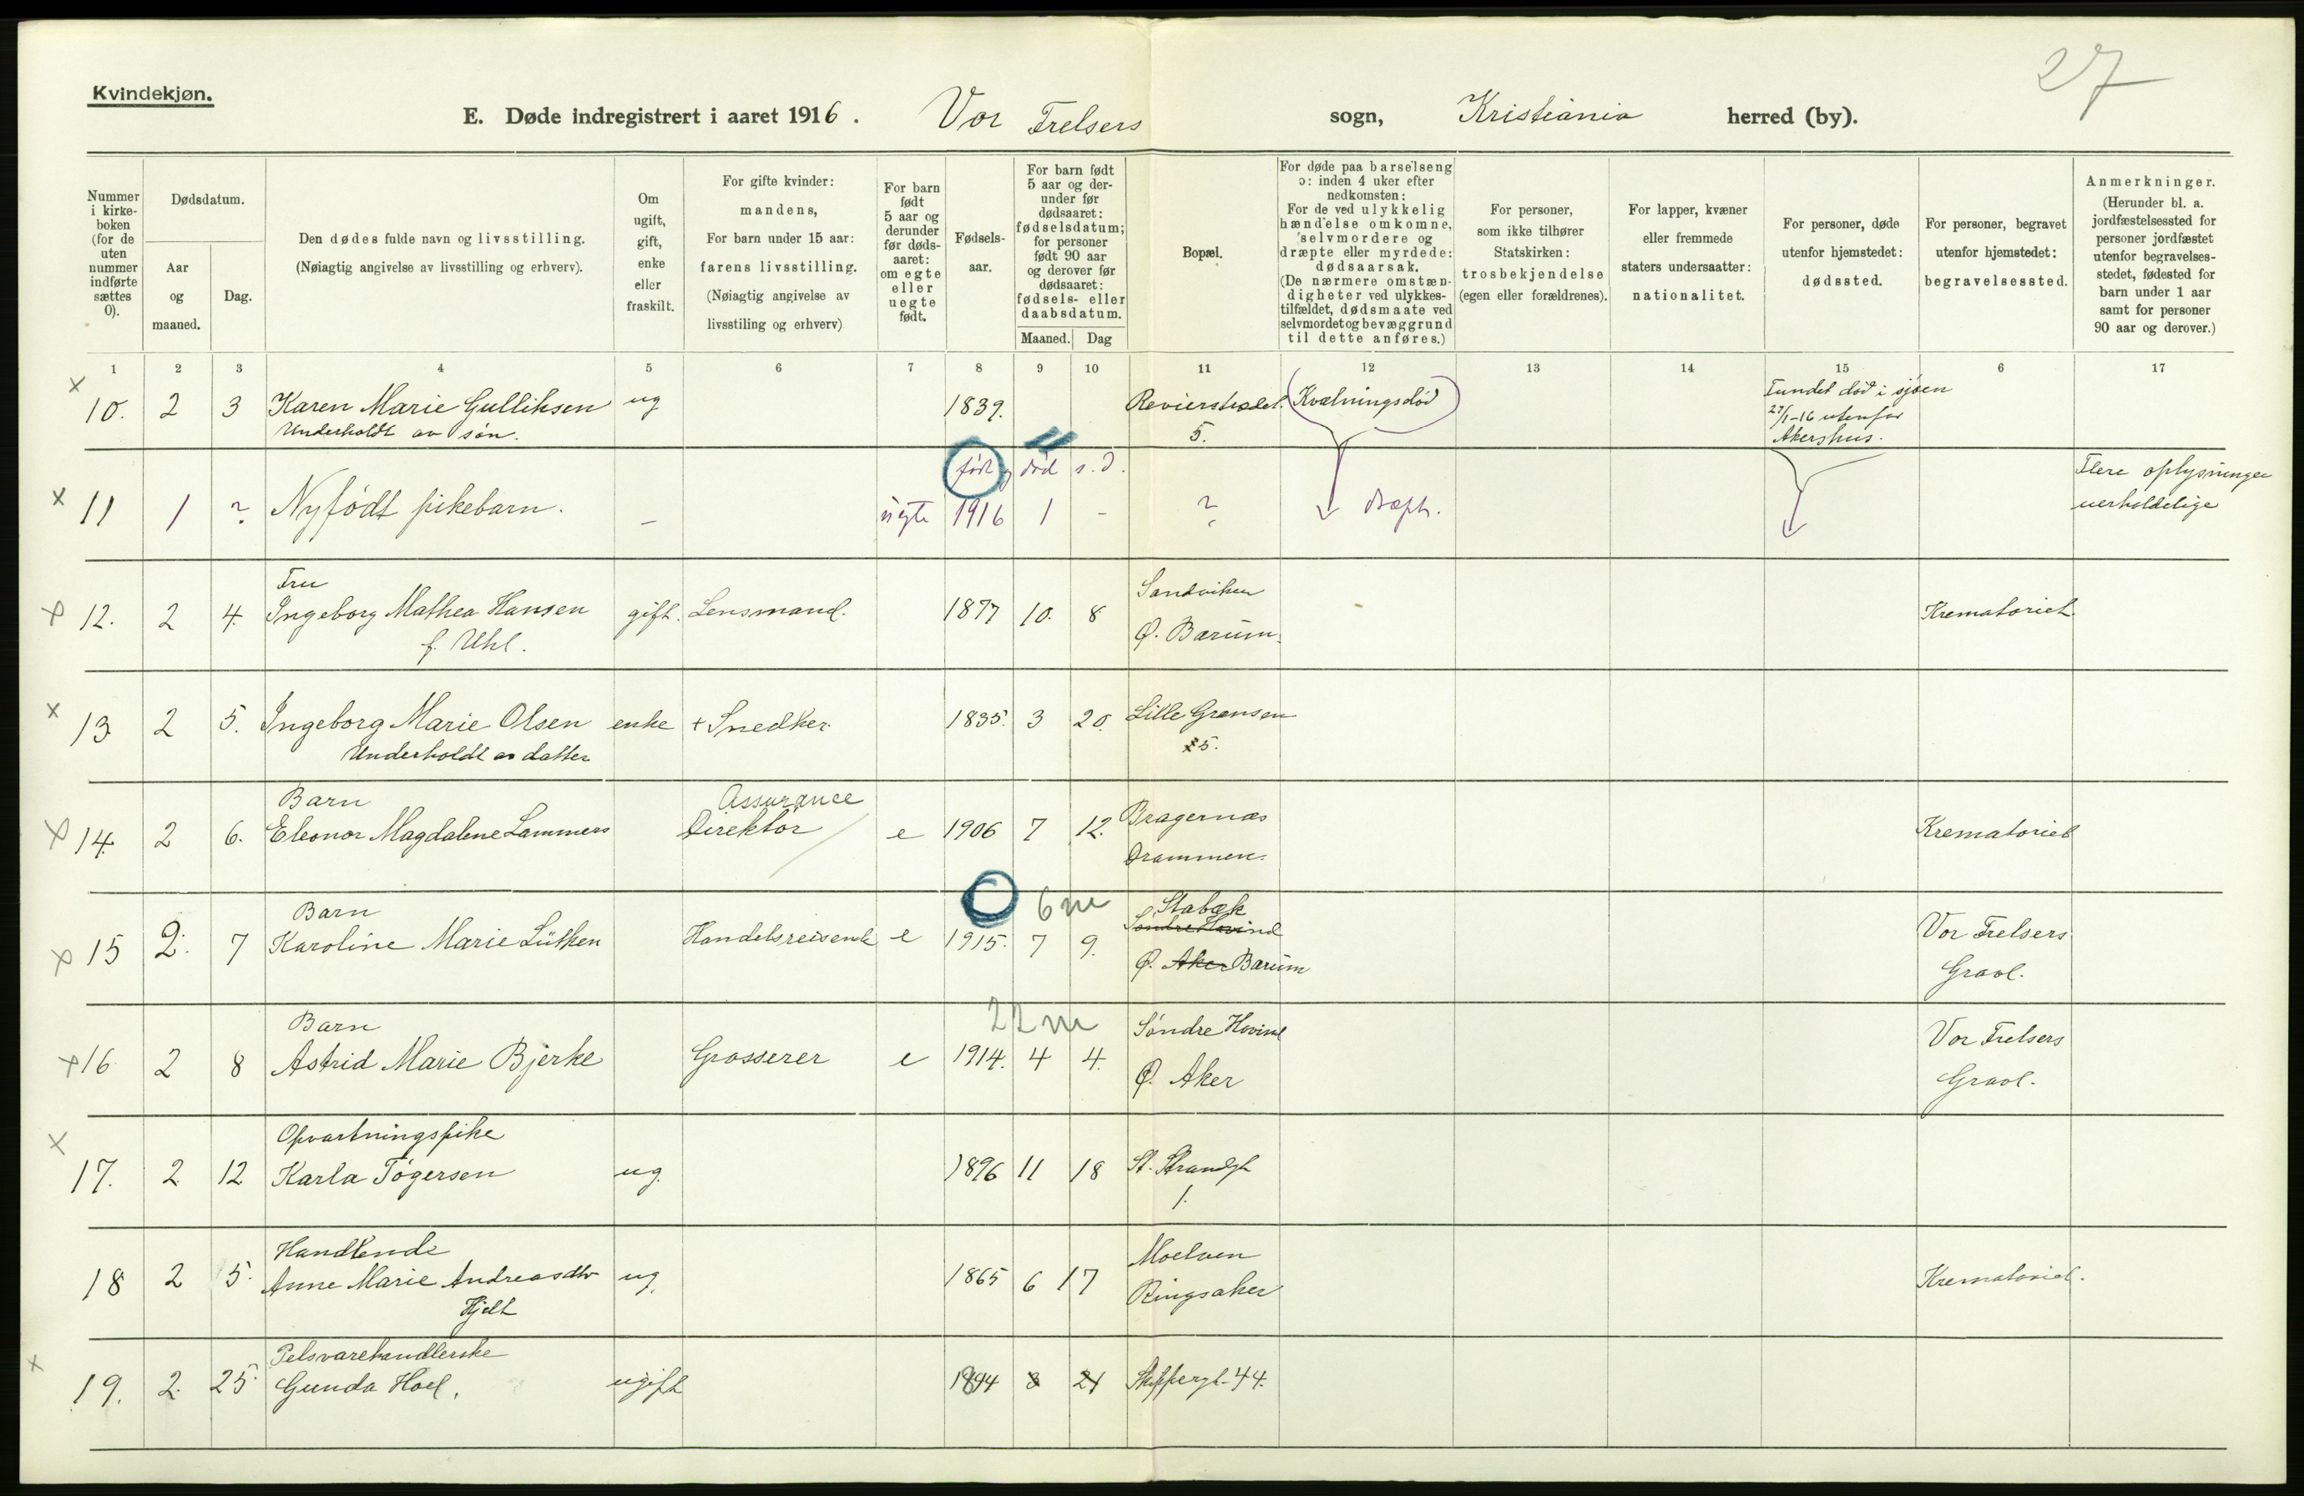 27
Kvindekjøn.
E. Døde indregistrert i aaret 1916. Vor Frelsers sogn, Kristiania herred (by).
Nummer i kirkeboken (for de uten nummer indførte sættes 0).
Dødsdatum.
Aar og maaned.
Dag.
Den dødes fulde navn og livsstilling.
(Nøiagtig angivelse av livsstilling og erhverv).
Om ugift, gift, enke eller fraskilt.
For gifte kvinder: mandens,
For barn under 15 aar: farens livsstilling.
(Nøiagtig angivelse av livsstiling og erhverv)
For barn født 5 aar og derunder før dødsaaret: om egte eller uegte født.
Fødselsaar.
For barn født 5 aar og derunder før dødsaaret: fødselsdatum; for personer født 90 aar og derover før dødsaaret: fødsels- eller daabsdatum.
Maaned.
Dag
Bopæl.
For døde paa barselseng ɔ: inden 4 uker efter nedkomsten:
For de ved ulykkelig hændelse omkomne, selvmordere og dræpte eller myrdede: dødsaarsak.
(De nærmere omstændigheter ved ulykkestilfældet, dødsmaate ved selvmordet og bevæggrund til dette anføres.)
For personer, som ikke tilhører Statskirken: trosbekjendelse (egen eller forældrenes).
For lapper, kvæner eller fremmede staters undersaatter: nationalitet.
For personer, døde utenfor hjemstedet: dødssted.
For personer, begravet utenfor hjemstedet: begravelsessted.
Anmerkninger.
(Herunder bl. a. jordfæstelsessted for personer jordfæstet utenfor begravelsesstedet, fødested for barn under 1 aar samt for personer 90 aar og derover.)
1 2 3 4 5 6 7 8 9 10 11 12 13 14 15 6 17
x 10. 2 3 Karen Marie Gulliksen ug 1839. Revierstrædet. Kvælningsdød Fundet død i sjøen
Underholdt av søn. 5. 27/1-16 utenfor
Akershus.
født og død s. d. Flere oplysninger
x 11 1 ? Nyfødt pikebarn. — uegte 1916 1 - ? dræpt. uerholdelige
Fru Sandviken
x 12. 2 4. Ingeborg Mathea Hansen gift. Lensmand. 1877 10. 8 Krematoriet.
f. Uhl. Ø. Bærum.
x 13 2 5. Ingeborg Marie Olsen enke + Snedker. 1835. 3 20. Lille Grensen
Underholdt av datter 5.
Barn Assurance
x 14. 2 6. Eleonor Magdalene Lammers Direktør e 1906 7 12. Bragernæs Krematoriet
Drammen.
Barn 6 m Stabæk
x 15 2. 7 Karoline Marie Lütken Handelsreisende e 1915. 7 9. Søndre Hovind Vor Frelsers
Ø. Aker Bærum Gravl.
Barn 22 m Søndre Hovind Vor Frelsers
x 16 2 8 Astrid Marie Bjerke Grosserer e 1914. 4 4. Ø. Aker Gravl.
Opvartningspike
x 17. 2. 12 Karla Tøgersen ug. 1896 11 18 St. Strandgt
1.
Handlende Moelven
18 2 5. Anne Marie Andreasdtr ug. 1865 6 17 Ringsaker Krematoriet.
Hjelt
Pelsvarehandlerske
x 19. 2. 25. Gunda Hoel. ugift 1844 8 24 Skippergt. 44.